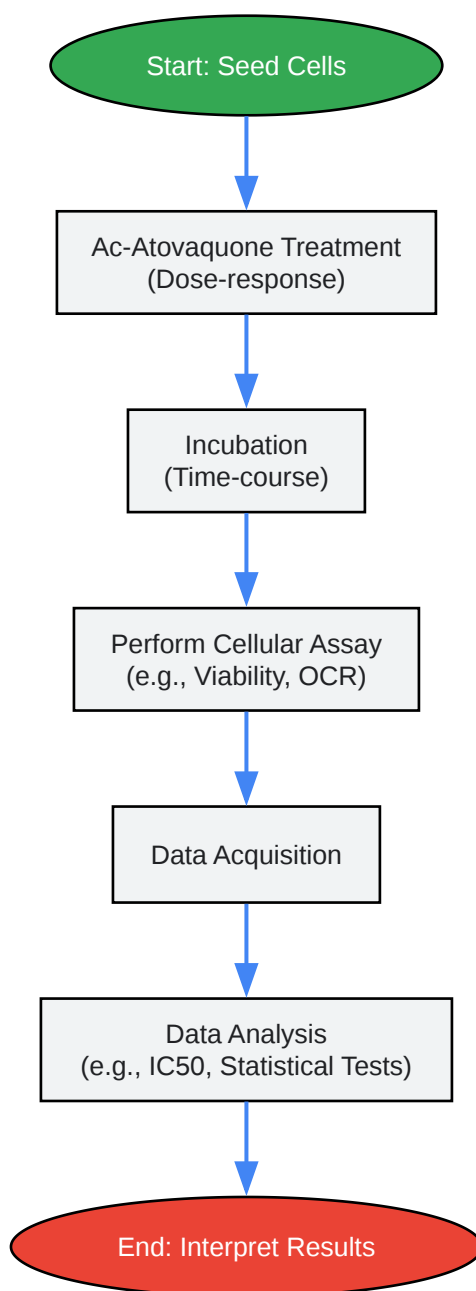 Start: Seed Cells
Ac-Atovaquone Treatment
(Dose-response)
Incubation
(Time-course)
Perform Cellular Assay
(e.g., Viability, OCR)
Data Acquisition
Data Analysis
(e.g., IC50, Statistical Tests)
End: Interpret Results